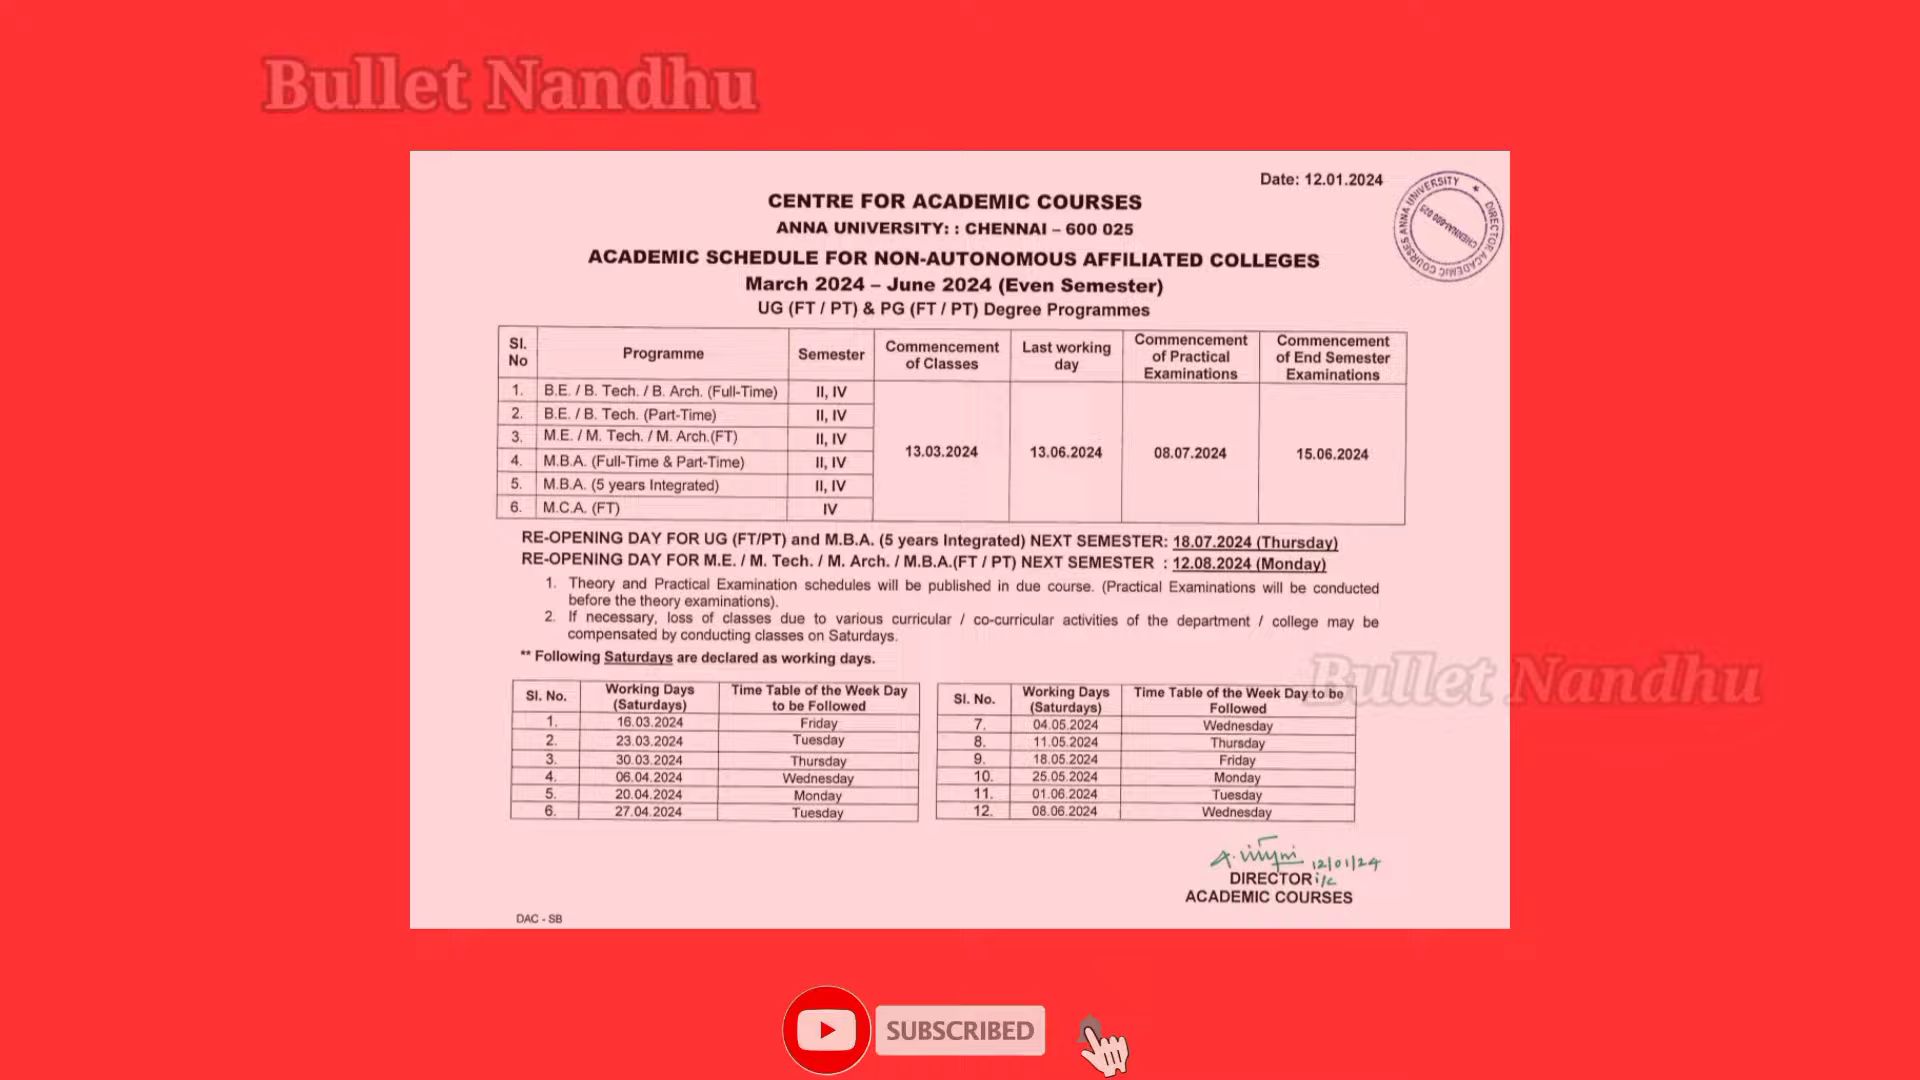 Bullet Nandhu
Date: 12.01.2024
CENTRE FOR ACADEMIC COURSES
ANNA UNIVERSITY: : CHENNAI – 600 025
ACADEMIC SCHEDULE FOR NON-AUTONOMOUS AFFILIATED COLLEGES
March 2024 – June 2024 (Even Semester)
UG (FT / PT) & PG (FT / PT) Degree Programmes
DIRECTOR ACADEMIC COURSES ANNA UNIVERSITY
CHENNAI-600 025
Sl. No Programme Semester Commencement of Classes Last working day Commencement of Practical Examinations Commencement of End Semester Examinations
1. B.E. / B. Tech. / B. Arch. (Full-Time) II, IV
2. B.E. / B. Tech. (Part-Time) II, IV
3. M.E. / M. Tech. / M. Arch.(FT) II, IV
13.03.2024 13.06.2024 08.07.2024 15.06.2024
4. M.B.A. (Full-Time & Part-Time) II, IV
5. M.B.A. (5 years Integrated) II, IV
6. M.C.A. (FT) IV
RE-OPENING DAY FOR UG (FT/PT) and M.B.A. (5 years Integrated) NEXT SEMESTER: 18.07.2024 (Thursday)
RE-OPENING DAY FOR M.E. / M. Tech. / M. Arch. / M.B.A.(FT / PT) NEXT SEMESTER : 12.08.2024 (Monday)
1. Theory and Practical Examination schedules will be published in due course. (Practical Examinations will be conducted
before the theory examinations).
2. If necessary, loss of classes due to various curricular / co-curricular activities of the department / college may be
compensated by conducting classes on Saturdays.
** Following Saturdays are declared as working days.
Bullet Nandhu
Sl. No. Working Days (Saturdays) Time Table of the Week Day to be Followed
1. 16.03.2024 Friday
2. 23.03.2024 Tuesday
3. 30.03.2024 Thursday
4. 06.04.2024 Wednesday
5. 20.04.2024 Monday
6. 27.04.2024 Tuesday
Sl. No. Working Days (Saturdays) Time Table of the Week Day to be Followed
7. 04.05.2024 Wednesday
8. 11.05.2024 Thursday
9. 18.05.2024 Friday
10. 25.05.2024 Monday
11. 01.06.2024 Tuesday
12. 08.06.2024 Wednesday
12/01/24
DIRECTOR i/c
ACADEMIC COURSES
DAC - SB
SUBSCRIBED